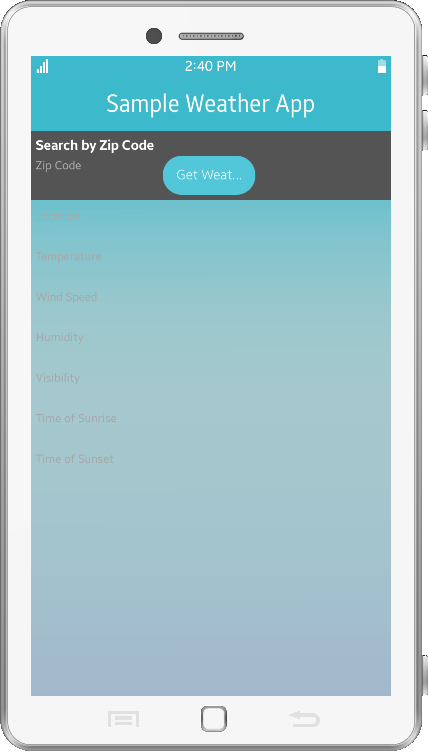 2:40 PM
Sample Weather App
Search by Zip Code
Zip Code
Get Weat...
Temperature
Wind Speed
Humidity
Visibility
Time of Sunrise
Time of Sunset